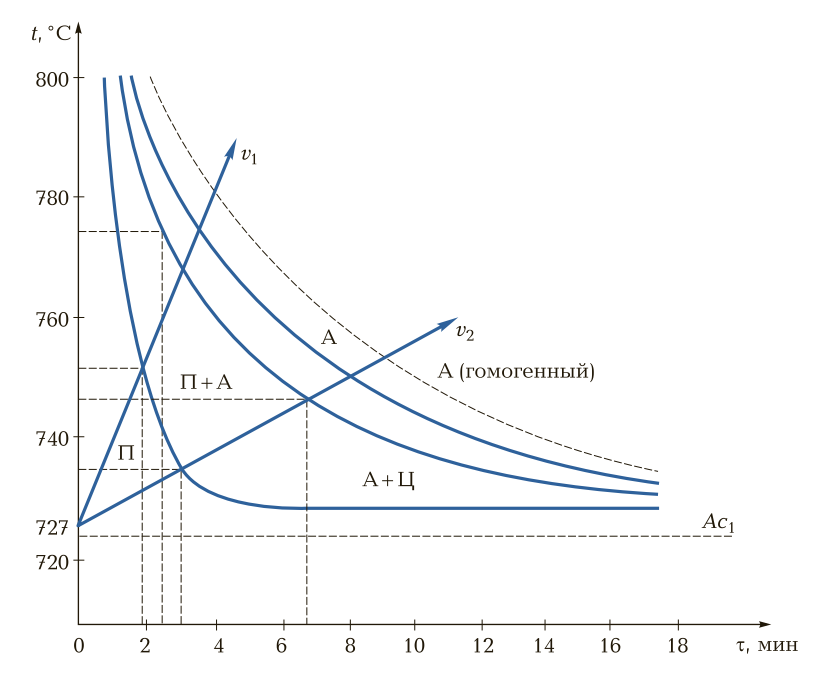 t, °C
800
v1
780
760
v2
А
А (гомогенный)
П + А
740
П
А + Ц
Ac1
727
720
0 2 4 6 8 10 12 14 16 18 τ, мин